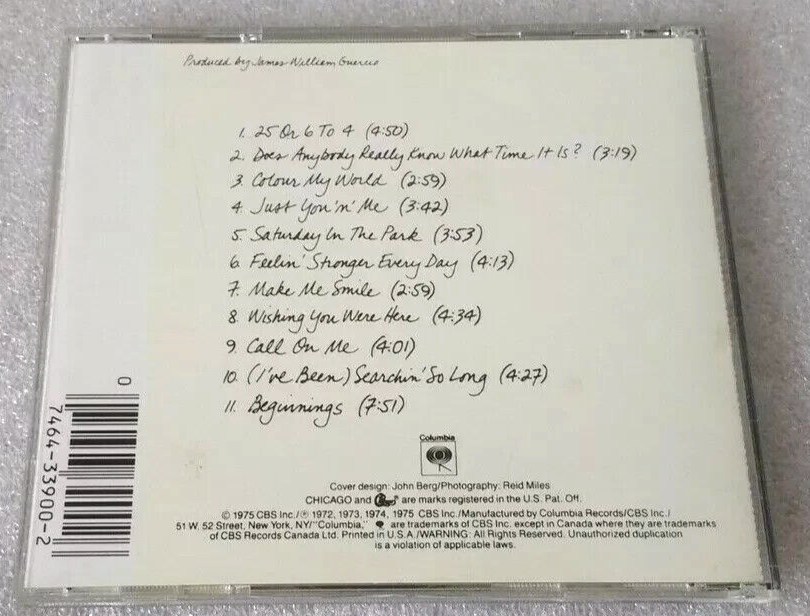 Produced by James William Guercio
1. 25 Or 6 To 4 (4:50)
2. Does Anybody Really Know What Time It Is? (3:19)
3. Colour My World (2:59)
4. Just You 'n' Me (3:42)
5. Saturday In The Park (3:53)
6. Feelin' Stronger Every Day (4:13)
7. Make Me Smile (2:59)
8. Wishing You Were Here (4:34)
9. Call On Me (4:01)
10. (I've Been) Searchin' So Long (4:27)
11. Beginnings (7:51)
0 7464-33900-2
Columbia
Cover design: John Berg/Photography: Reid Miles
CHICAGO and Chicago are marks registered in the U.S. Pat. Off.
© 1975 CBS Inc./℗ 1972, 1973, 1974, 1975 CBS Inc./Manufactured by Columbia Records/CBS Inc./
51 W. 52 Street, New York, NY/"Columbia," are trademarks of CBS Inc. except in Canada where they are trademarks
of CBS Records Canada Ltd. Printed in U.S.A./WARNING: All Rights Reserved. Unauthorized duplication
is a violation of applicable laws.